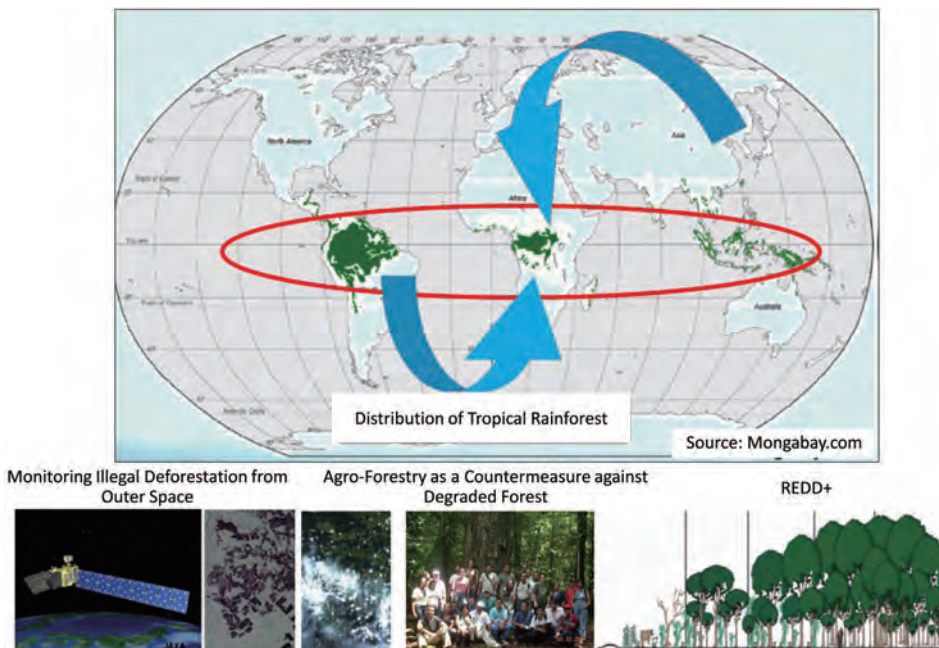 North America
Asia
Africa
Australia
Distribution of Tropical Rainforest
Source: Mongabay.com
Monitoring Illegal Deforestation from
Outer Space
Agro-Forestry as a Countermeasure against
Degraded Forest
REDD+